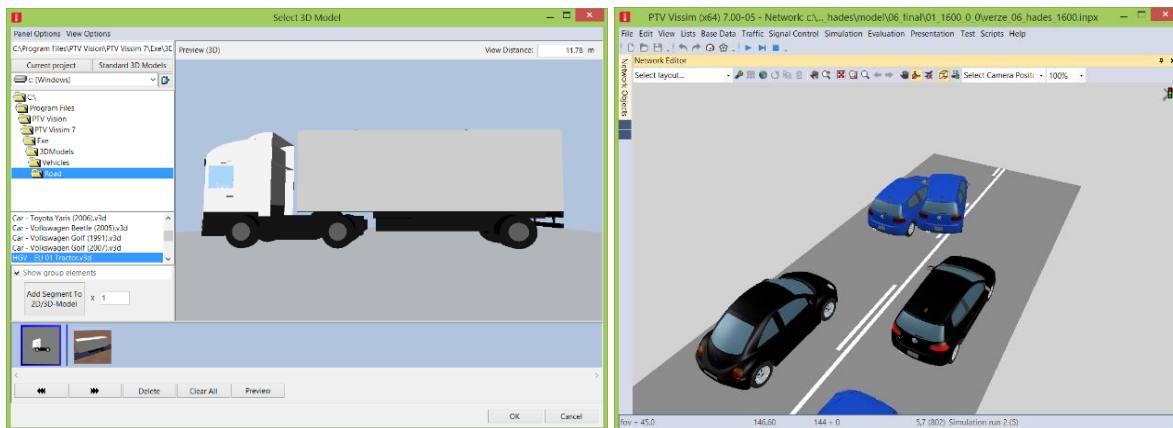 Select 3D Model
Panel Options View Options
C:\Program Files\PTV Vision\PTV Vissim 7\Exe\3D
Preview (3D)
View Distance: 11.78 m
Current project
Standard 3D Models
c: [Windows]
C:\
Program Files
PTV Vision
PTV Vissim 7
Exe
3DModels
Vehicles
Road
Car - Toyota Yaris (2006).v3d
Car - Volkswagen Beetle (2005).v3d
Car - Volkswagen Golf (1991).v3d
Car - Volkswagen Golf (2007).v3d
HGV - EU 01 Tractor.v3d
Show group elements
Add Segment To
2D/3D-Model
x 1
Delete
Clear All
Preview
OK
Cancel
PTV Vissim (x64) 7.00-05 - Network: c:\..._hades\model\06_final\01_1600_0_0\verze_06_hades_1600.inpx
File Edit View Lists Base Data Traffic Signal Control Simulation Evaluation Presentation Test Scripts Help
Network Objects
Network Editor
Select layout...
Select Camera Positi
100%
fov = 45.0
146,60
144 ÷ 0
5,7 (802) Simulation run 2 (5)